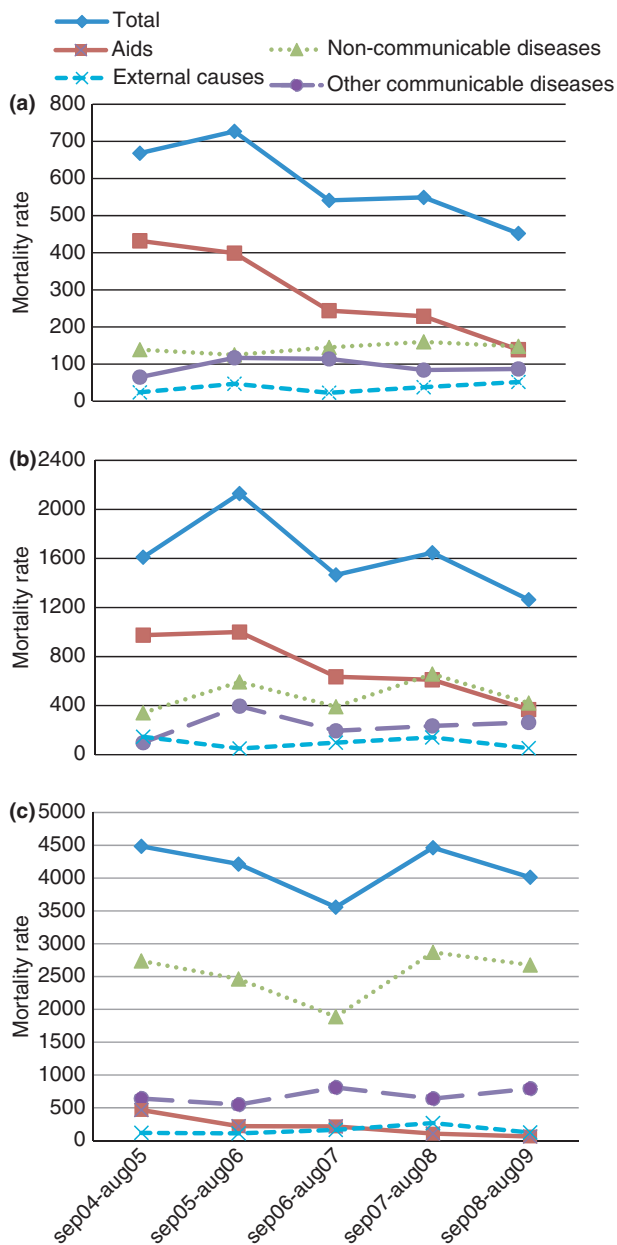 Total
Aids
Non-communicable diseases
External causes
Other communicable diseases
(a)
800
700
600
500
400
300
200
100
0
Mortality rate
(b)
2400
2000
1600
1200
800
400
0
Mortality rate
(c)
5000
4500
4000
3500
3000
2500
2000
1500
1000
500
0
Mortality rate
sep04-aug05
sep05-aug06
sep06-aug07
sep07-aug08
sep08-aug09